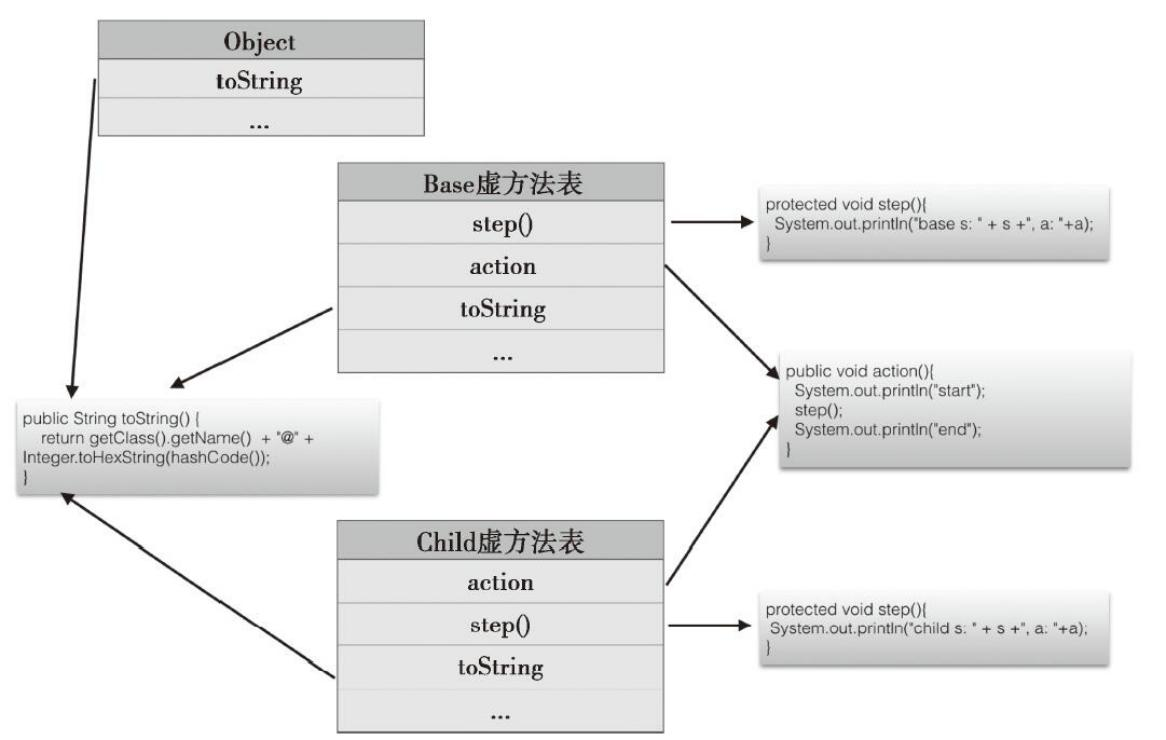 Object
toString
...
Base虚方法表
step()
action
toString
...
protected void step(){
System.out.println("base s: " + s +", a: "+a);
}
public void action(){
System.out.println("start");
step();
System.out.println("end");
}
public String toString() {
return getClass().getName() + "@" +
Integer.toHexString(hashCode());
}
Child虚方法表
action
step()
toString
...
protected void step(){
System.out.println("child s: " + s +", a: "+a);
}